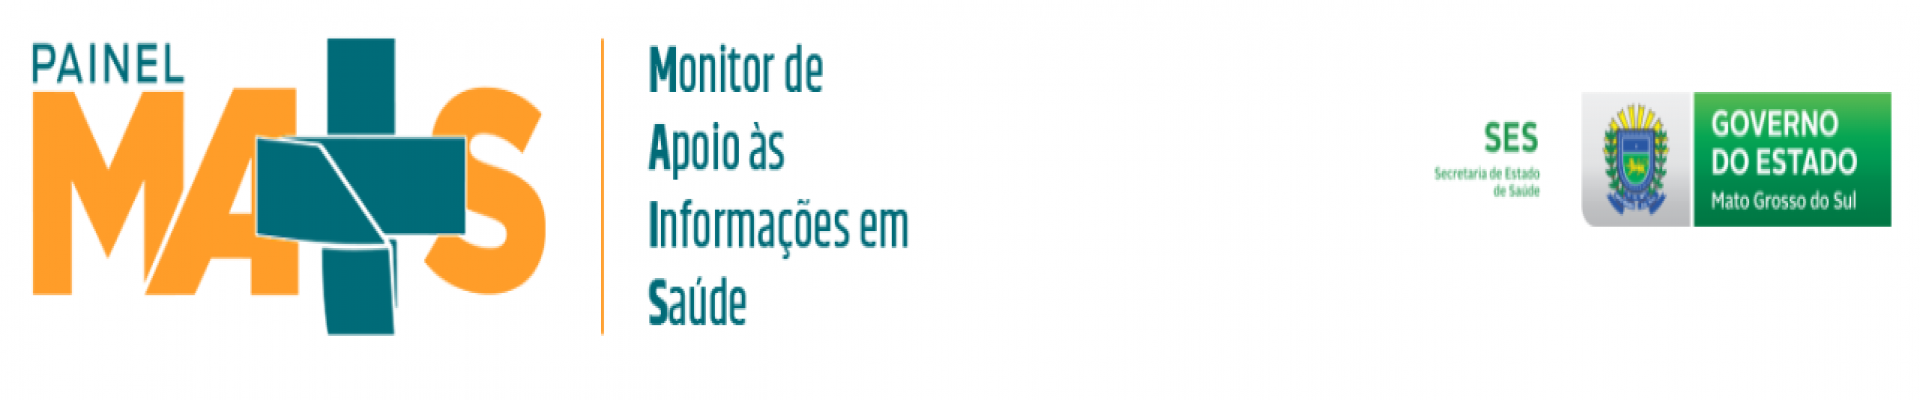 PAINEL
MAIS
Monitor de
Apoio às
Informações em
Saúde
SES
Secretaria de Estado
de Saúde
GOVERNO
DO ESTADO
Mato Grosso do Sul